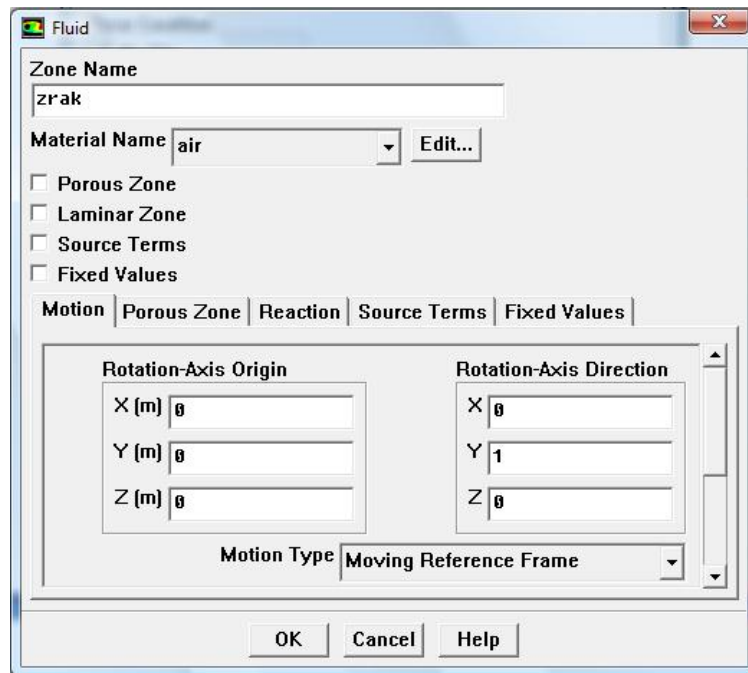 Fluid
Zone Name
zrak
Material Name air Edit...
Porous Zone
Laminar Zone
Source Terms
Fixed Values
Motion Porous Zone Reaction Source Terms Fixed Values
Rotation-Axis Origin Rotation-Axis Direction
X (m) 0 X 0
Y (m) 0 Y 1
Z (m) 0 Z 0
Motion Type Moving Reference Frame
OK Cancel Help